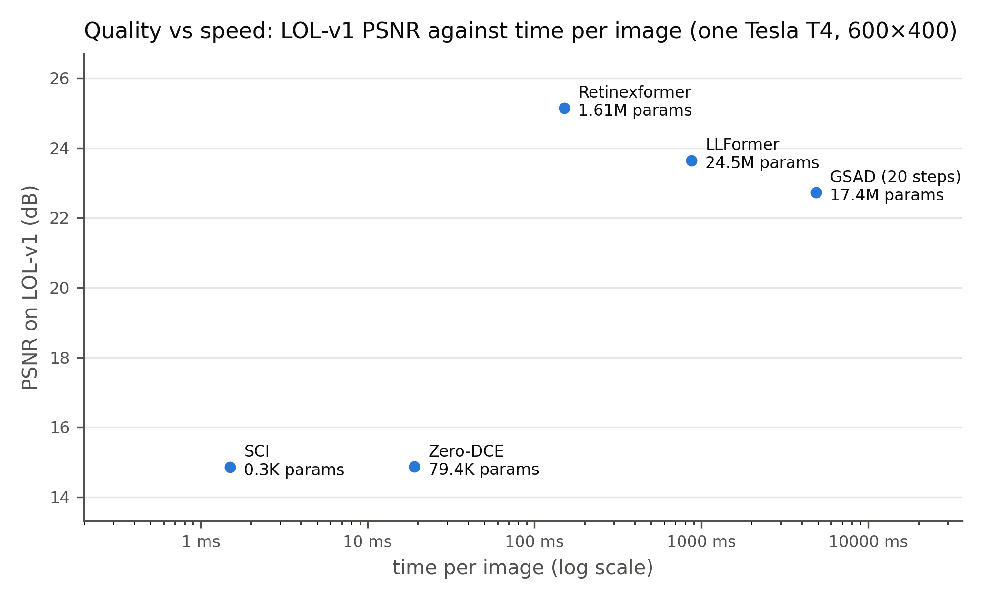 Quality vs speed: LOL-v1 PSNR against time per image (one Tesla T4, 600×400)
PSNR on LOL-v1 (dB)
26
24
22
20
18
16
14
Retinexformer
1.61M params
LLFormer
24.5M params
GSAD (20 steps)
17.4M params
SCI
0.3K params
Zero-DCE
79.4K params
1 ms
10 ms
100 ms
1000 ms
10000 ms
time per image (log scale)